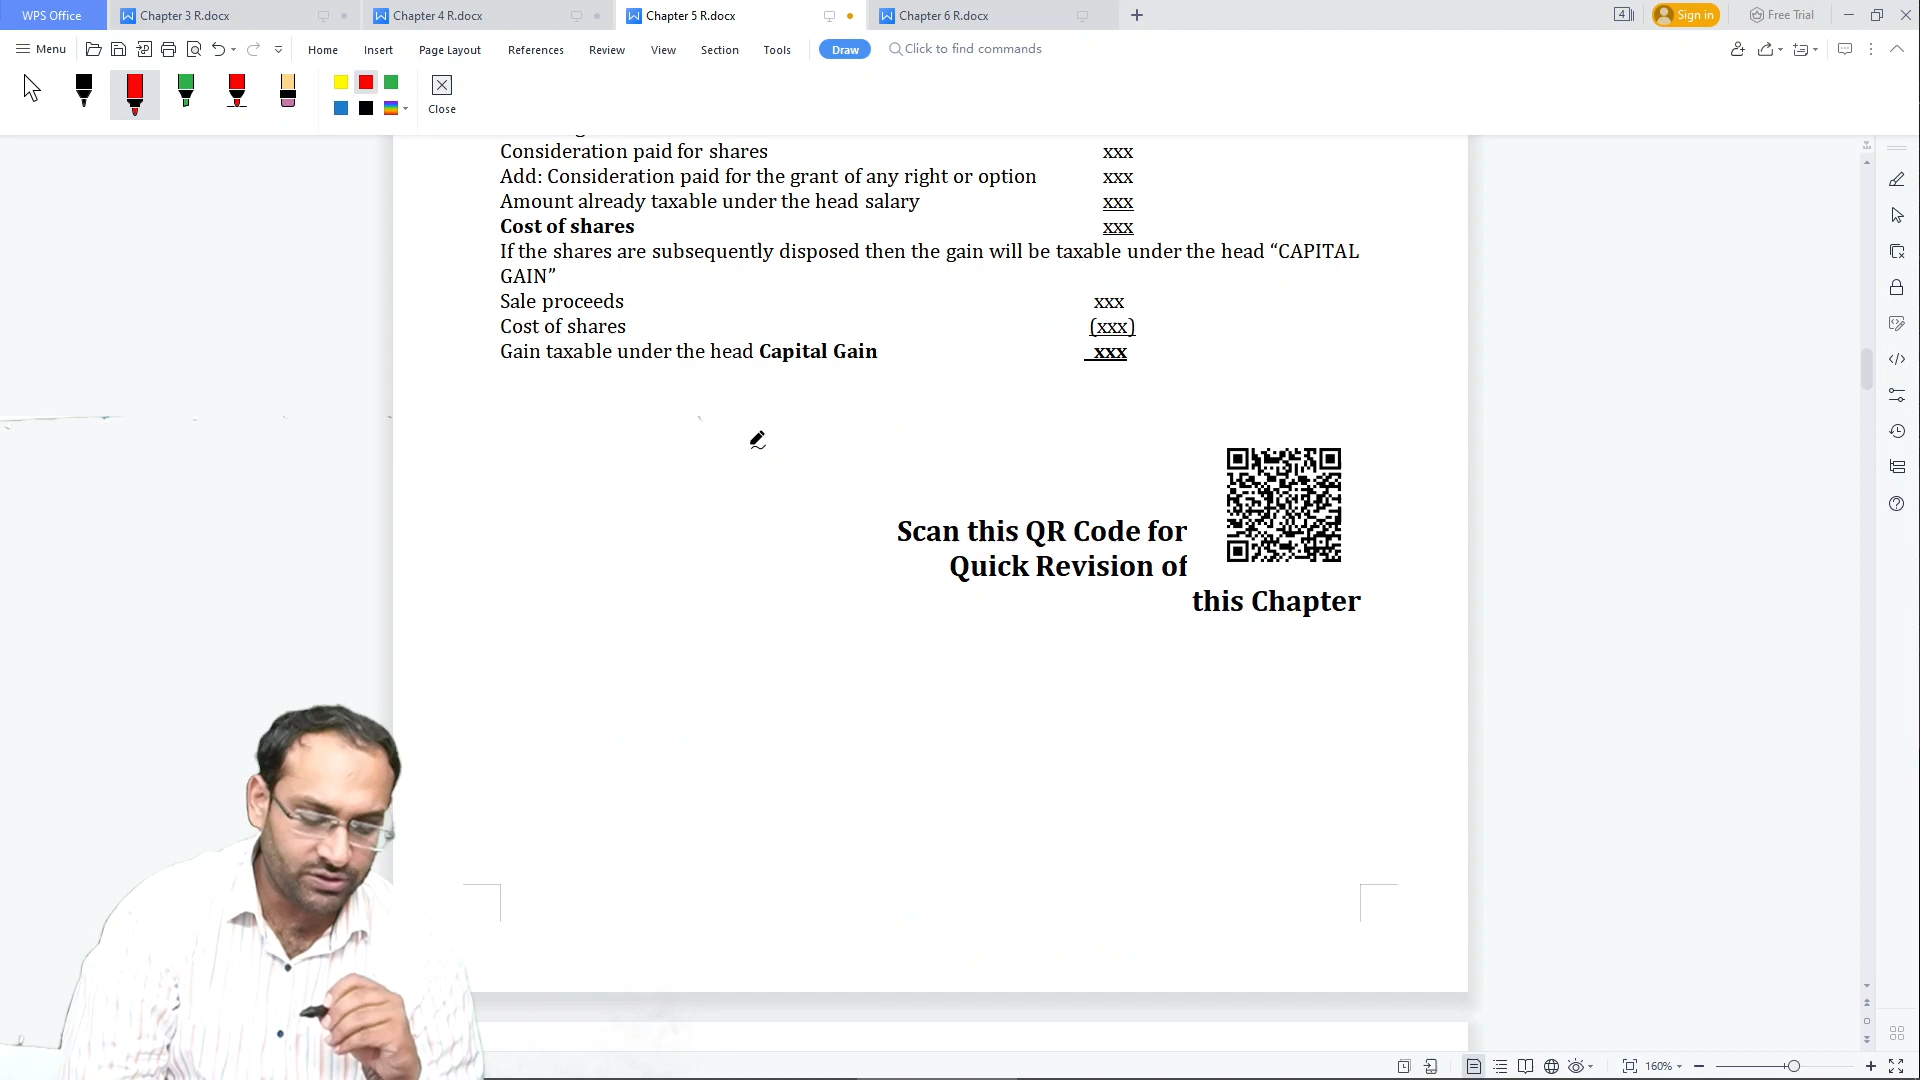 WPS Office
Chapter 3 R.docx
Chapter 4 R.docx
Chapter 5 R.docx
Chapter 6 R.docx
4
Sign in
Free Trial
Menu
Home
Insert
Page Layout
References
Review
View
Section
Tools
Draw
Click to find commands
Close
Consideration paid for shares xxx
Add: Consideration paid for the grant of any right or option xxx
Amount already taxable under the head salary xxx
Cost of shares xxx
If the shares are subsequently disposed then the gain will be taxable under the head “CAPITAL
GAIN”
Sale proceeds xxx
Cost of shares (xxx)
Gain taxable under the head Capital Gain xxx
Scan this QR Code for
Quick Revision of
this Chapter
160%